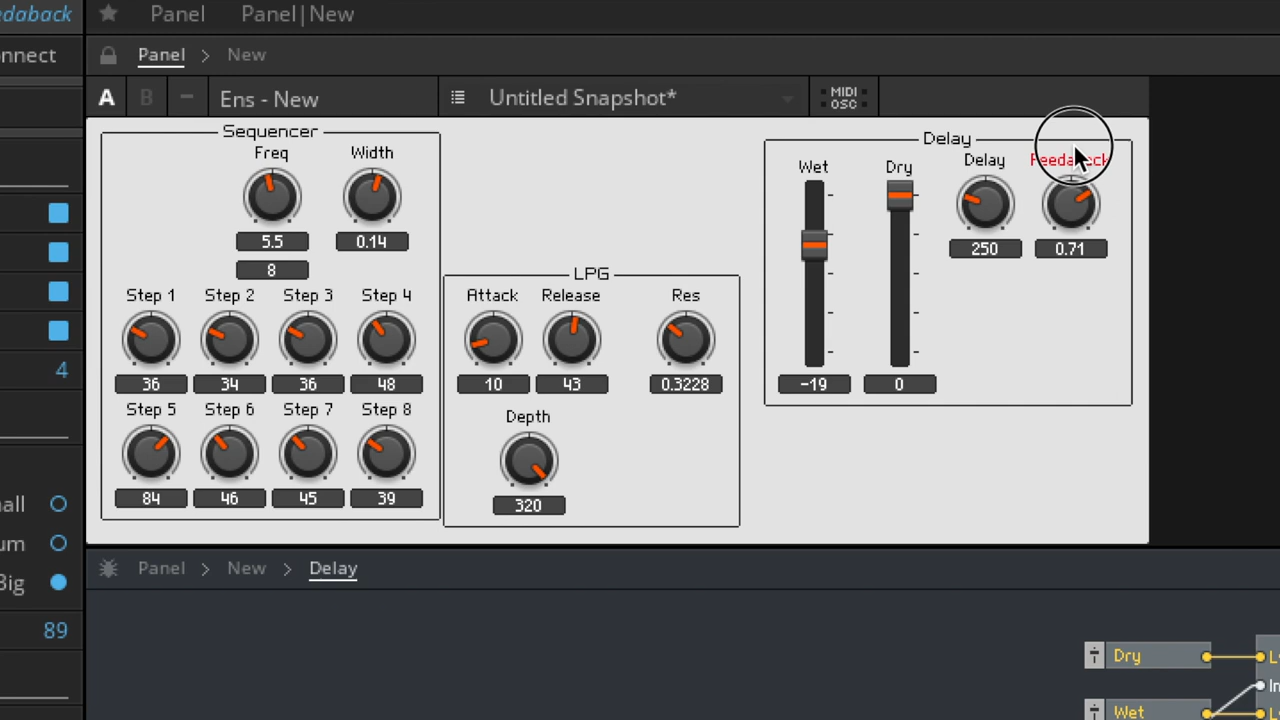 edaback
Panel Panel|New
nnect
Panel > New
A B - Ens - New Untitled Snapshot* MIDI OSC
Sequencer
Freq Width
5.5 0.14
8
Step 1 Step 2 Step 3 Step 4
36 34 36 48
Step 5 Step 6 Step 7 Step 8
84 46 45 39
LPG
Attack Release Res
10 43 0.3228
Depth
320
Delay
Wet Dry Delay Feedaback
250 0.71
-19 0
4
all
um
Big
89
Panel > New > Delay
Dry
Wet
In